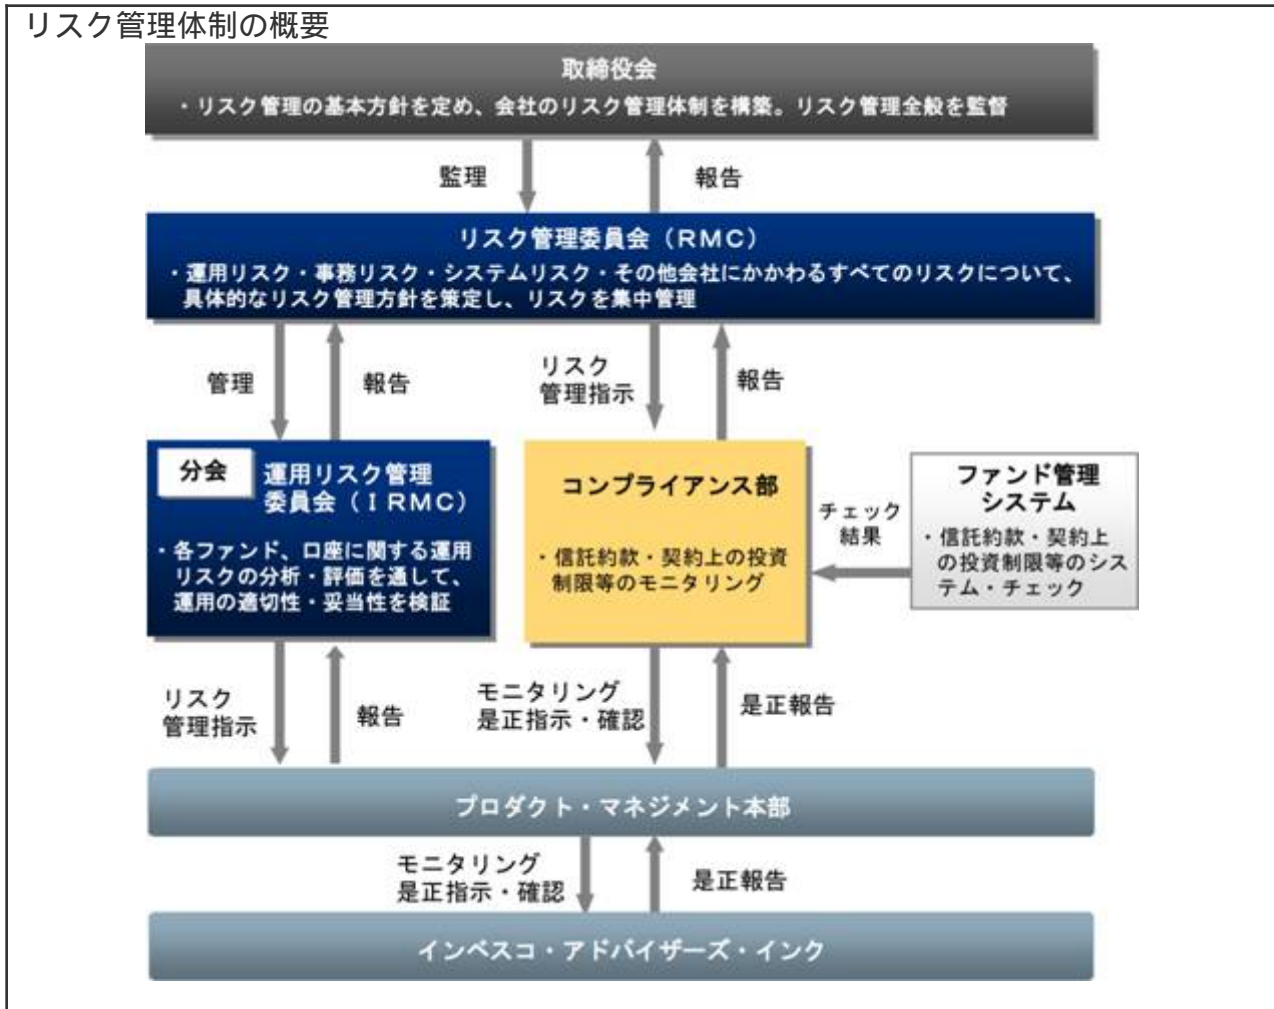 リスク管理体制の概要
取締役会
・リスク管理の基本方針を定め、会社のリスク管理体制を構築。リスク管理全般を監督
監理
報告
リスク管理委員会（RMC）
・運用リスク・事務リスク・システムリスク・その他会社にかかわるすべてのリスクについて、
具体的なリスク管理方針を策定し、リスクを集中管理
管理
報告
リスク
管理指示
報告
分会
運用リスク管理
委員会（IRMC）
・各ファンド、口座に関する運用
リスクの分析・評価を通して、
運用の適切性・妥当性を検証
コンプライアンス部
・信託約款・契約上の投資
制限等のモニタリング
チェック
結果
ファンド管理
システム
・信託約款・契約上
の投資制限等のシス
テム・チェック
リスク
管理指示
報告
モニタリング
是正指示・確認
是正報告
プロダクト・マネジメント本部
モニタリング
是正指示・確認
是正報告
インベスコ・アドバイザーズ・インク